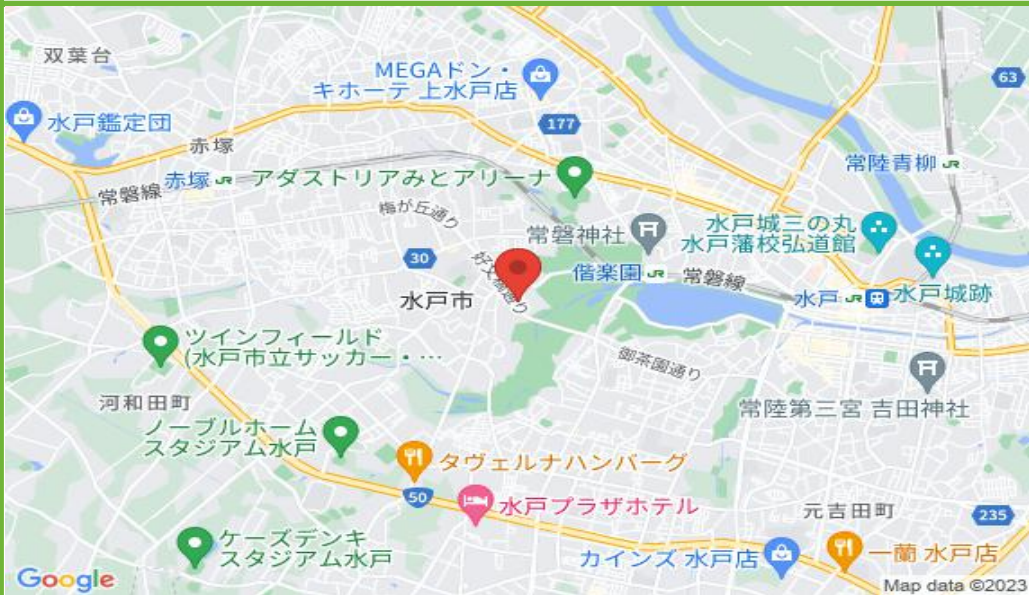 双葉台
MEGAドン・
キホーテ 上水戸店
63
水戸鑑定団
177
赤塚
常陸青柳 JR
常磐線
赤塚 JR
アダストリアみとアリーナ
梅が丘通り
常磐神社
水戸城三の丸
水戸藩校弘道館
30
好文橋通り
偕楽園 JR
常磐線
水戸市
水戸 JR
水戸城跡
ツインフィールド
(水戸市立サッカー・…
御茶園通り
河和田町
常陸第三宮 吉田神社
ノーブルホーム
スタジアム水戸
タヴェルナハンバーグ
50
水戸プラザホテル
元吉田町
235
ケーズデンキ
スタジアム水戸
カインズ 水戸店
一蘭 水戸店
Google
Map data ©2023